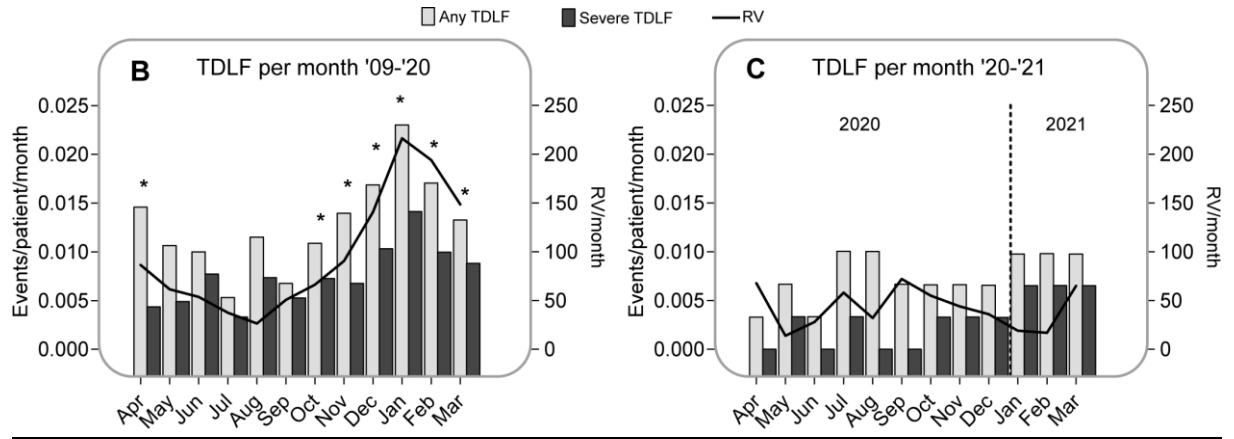 Any TDLF Severe TDLF RV
B TDLF per month '09-'20
Events/patient/month
0.025
0.020
0.015
0.010
0.005
0.000
* * * * * * *
250
200
150
100
50
0
RV/month
Apr May Jun Jul Aug Sep Oct Nov Dec Jan Feb Mar
C TDLF per month '20-'21
2020 2021
Events/patient/month
0.025
0.020
0.015
0.010
0.005
0.000
250
200
150
100
50
0
RV/month
Apr May Jun Jul Aug Sep Oct Nov Dec Jan Feb Mar